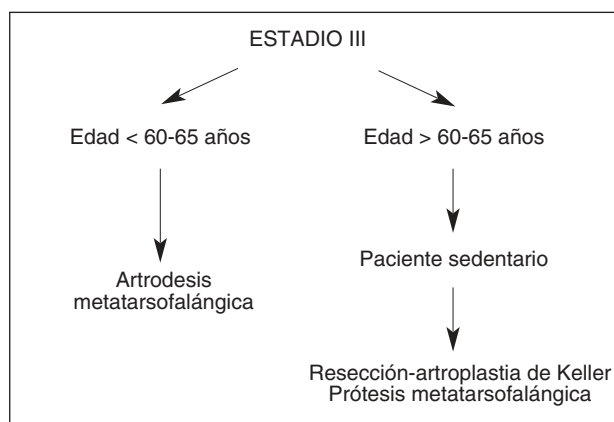 ESTADIO III
Edad < 60-65 años
Edad > 60-65 años
Artrodesis
metatarsofalángica
Paciente sedentario
Resección-artroplastia de Keller
Prótesis metatarsofalángica